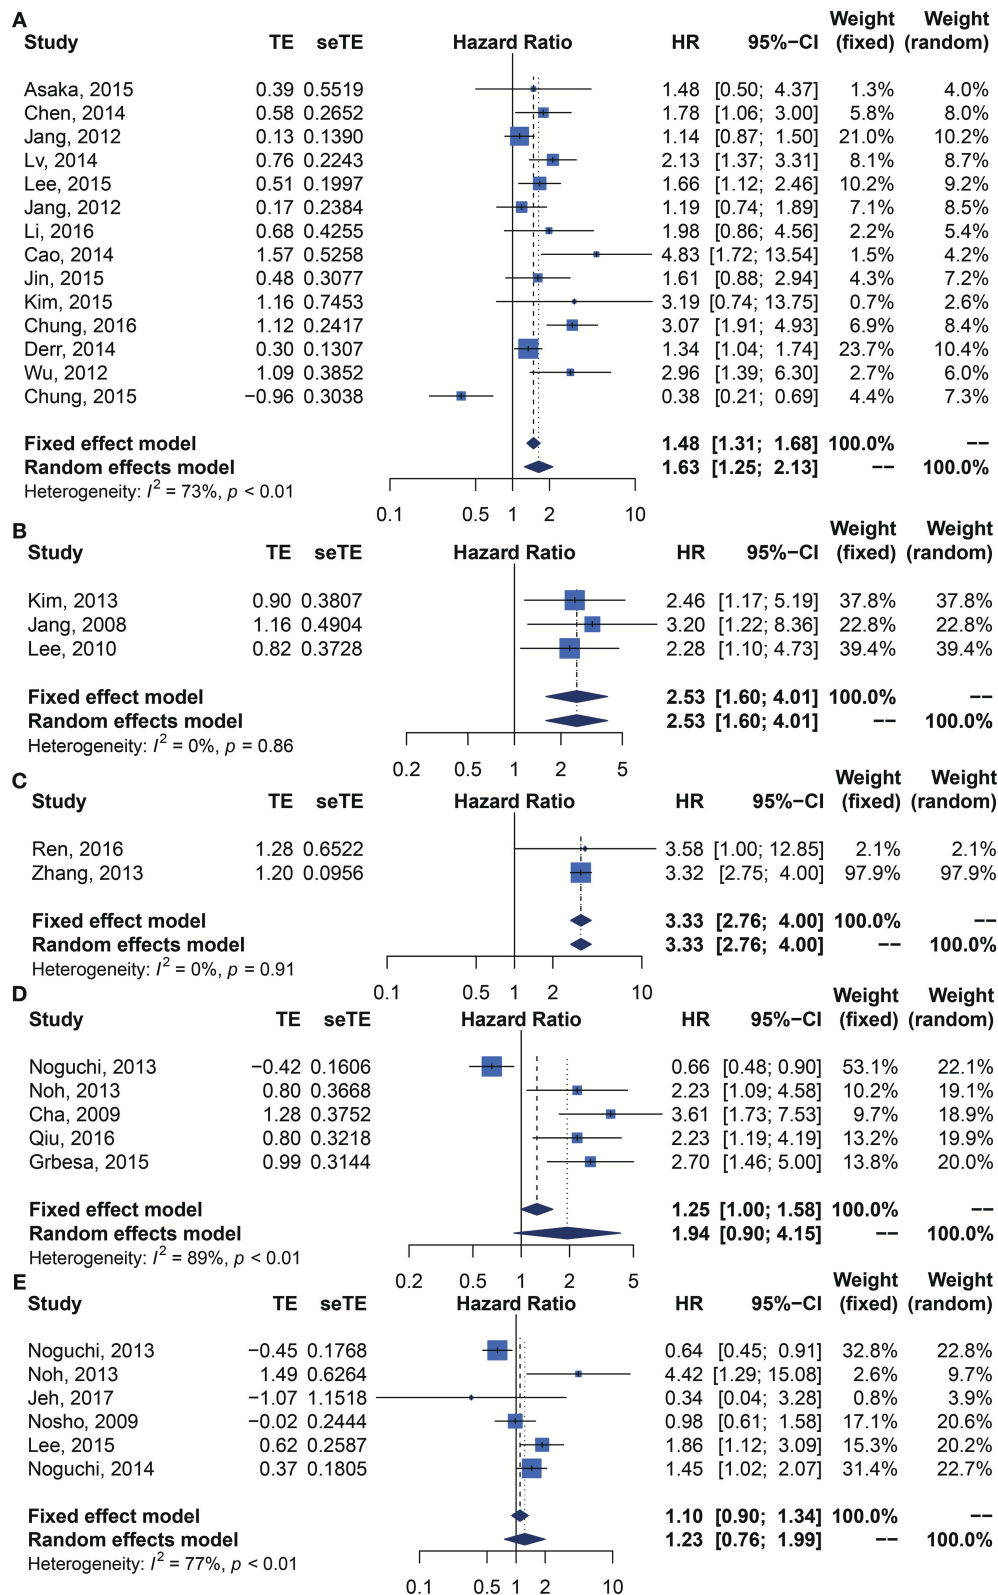 A
Weight Weight
Study TE seTE Hazard Ratio HR 95%−CI (fixed) (random)
Asaka, 2015 0.39 0.5519 1.48 [0.50; 4.37] 1.3% 4.0%
Chen, 2014 0.58 0.2652 1.78 [1.06; 3.00] 5.8% 8.0%
Jang, 2012 0.13 0.1390 1.14 [0.87; 1.50] 21.0% 10.2%
Lv, 2014 0.76 0.2243 2.13 [1.37; 3.31] 8.1% 8.7%
Lee, 2015 0.51 0.1997 1.66 [1.12; 2.46] 10.2% 9.2%
Jang, 2012 0.17 0.2384 1.19 [0.74; 1.89] 7.1% 8.5%
Li, 2016 0.68 0.4255 1.98 [0.86; 4.56] 2.2% 5.4%
Cao, 2014 1.57 0.5258 4.83 [1.72; 13.54] 1.5% 4.2%
Jin, 2015 0.48 0.3077 1.61 [0.88; 2.94] 4.3% 7.2%
Kim, 2015 1.16 0.7453 3.19 [0.74; 13.75] 0.7% 2.6%
Chung, 2016 1.12 0.2417 3.07 [1.91; 4.93] 6.9% 8.4%
Derr, 2014 0.30 0.1307 1.34 [1.04; 1.74] 23.7% 10.4%
Wu, 2012 1.09 0.3852 2.96 [1.39; 6.30] 2.7% 6.0%
Chung, 2015 −0.96 0.3038 0.38 [0.21; 0.69] 4.4% 7.3%
Fixed effect model 1.48 [1.31; 1.68] 100.0% −−
Random effects model 1.63 [1.25; 2.13] −− 100.0%
Heterogeneity: I² = 73%, p < 0.01
0.1 0.5 1 2 10
B
Weight Weight
Study TE seTE Hazard Ratio HR 95%−CI (fixed) (random)
Kim, 2013 0.90 0.3807 2.46 [1.17; 5.19] 37.8% 37.8%
Jang, 2008 1.16 0.4904 3.20 [1.22; 8.36] 22.8% 22.8%
Lee, 2010 0.82 0.3728 2.28 [1.10; 4.73] 39.4% 39.4%
Fixed effect model 2.53 [1.60; 4.01] 100.0% −−
Random effects model 2.53 [1.60; 4.01] −− 100.0%
Heterogeneity: I² = 0%, p = 0.86
0.2 0.5 1 2 5
C
Weight Weight
Study TE seTE Hazard Ratio HR 95%−CI (fixed) (random)
Ren, 2016 1.28 0.6522 3.58 [1.00; 12.85] 2.1% 2.1%
Zhang, 2013 1.20 0.0956 3.32 [2.75; 4.00] 97.9% 97.9%
Fixed effect model 3.33 [2.76; 4.00] 100.0% −−
Random effects model 3.33 [2.76; 4.00] −− 100.0%
Heterogeneity: I² = 0%, p = 0.91
0.1 0.5 1 2 10
D
Weight Weight
Study TE seTE Hazard Ratio HR 95%−CI (fixed) (random)
Noguchi, 2013 −0.42 0.1606 0.66 [0.48; 0.90] 53.1% 22.1%
Noh, 2013 0.80 0.3668 2.23 [1.09; 4.58] 10.2% 19.1%
Cha, 2009 1.28 0.3752 3.61 [1.73; 7.53] 9.7% 18.9%
Qiu, 2016 0.80 0.3218 2.23 [1.19; 4.19] 13.2% 19.9%
Grbesa, 2015 0.99 0.3144 2.70 [1.46; 5.00] 13.8% 20.0%
Fixed effect model 1.25 [1.00; 1.58] 100.0% −−
Random effects model 1.94 [0.90; 4.15] −− 100.0%
Heterogeneity: I² = 89%, p < 0.01
0.2 0.5 1 2 5
E
Weight Weight
Study TE seTE Hazard Ratio HR 95%−CI (fixed) (random)
Noguchi, 2013 −0.45 0.1768 0.64 [0.45; 0.91] 32.8% 22.8%
Noh, 2013 1.49 0.6264 4.42 [1.29; 15.08] 2.6% 9.7%
Jeh, 2017 −1.07 1.1518 0.34 [0.04; 3.28] 0.8% 3.9%
Nosho, 2009 −0.02 0.2444 0.98 [0.61; 1.58] 17.1% 20.6%
Lee, 2015 0.62 0.2587 1.86 [1.12; 3.09] 15.3% 20.2%
Noguchi, 2014 0.37 0.1805 1.45 [1.02; 2.07] 31.4% 22.7%
Fixed effect model 1.10 [0.90; 1.34] 100.0% −−
Random effects model 1.23 [0.76; 1.99] −− 100.0%
Heterogeneity: I² = 77%, p < 0.01
0.1 0.5 1 2 10